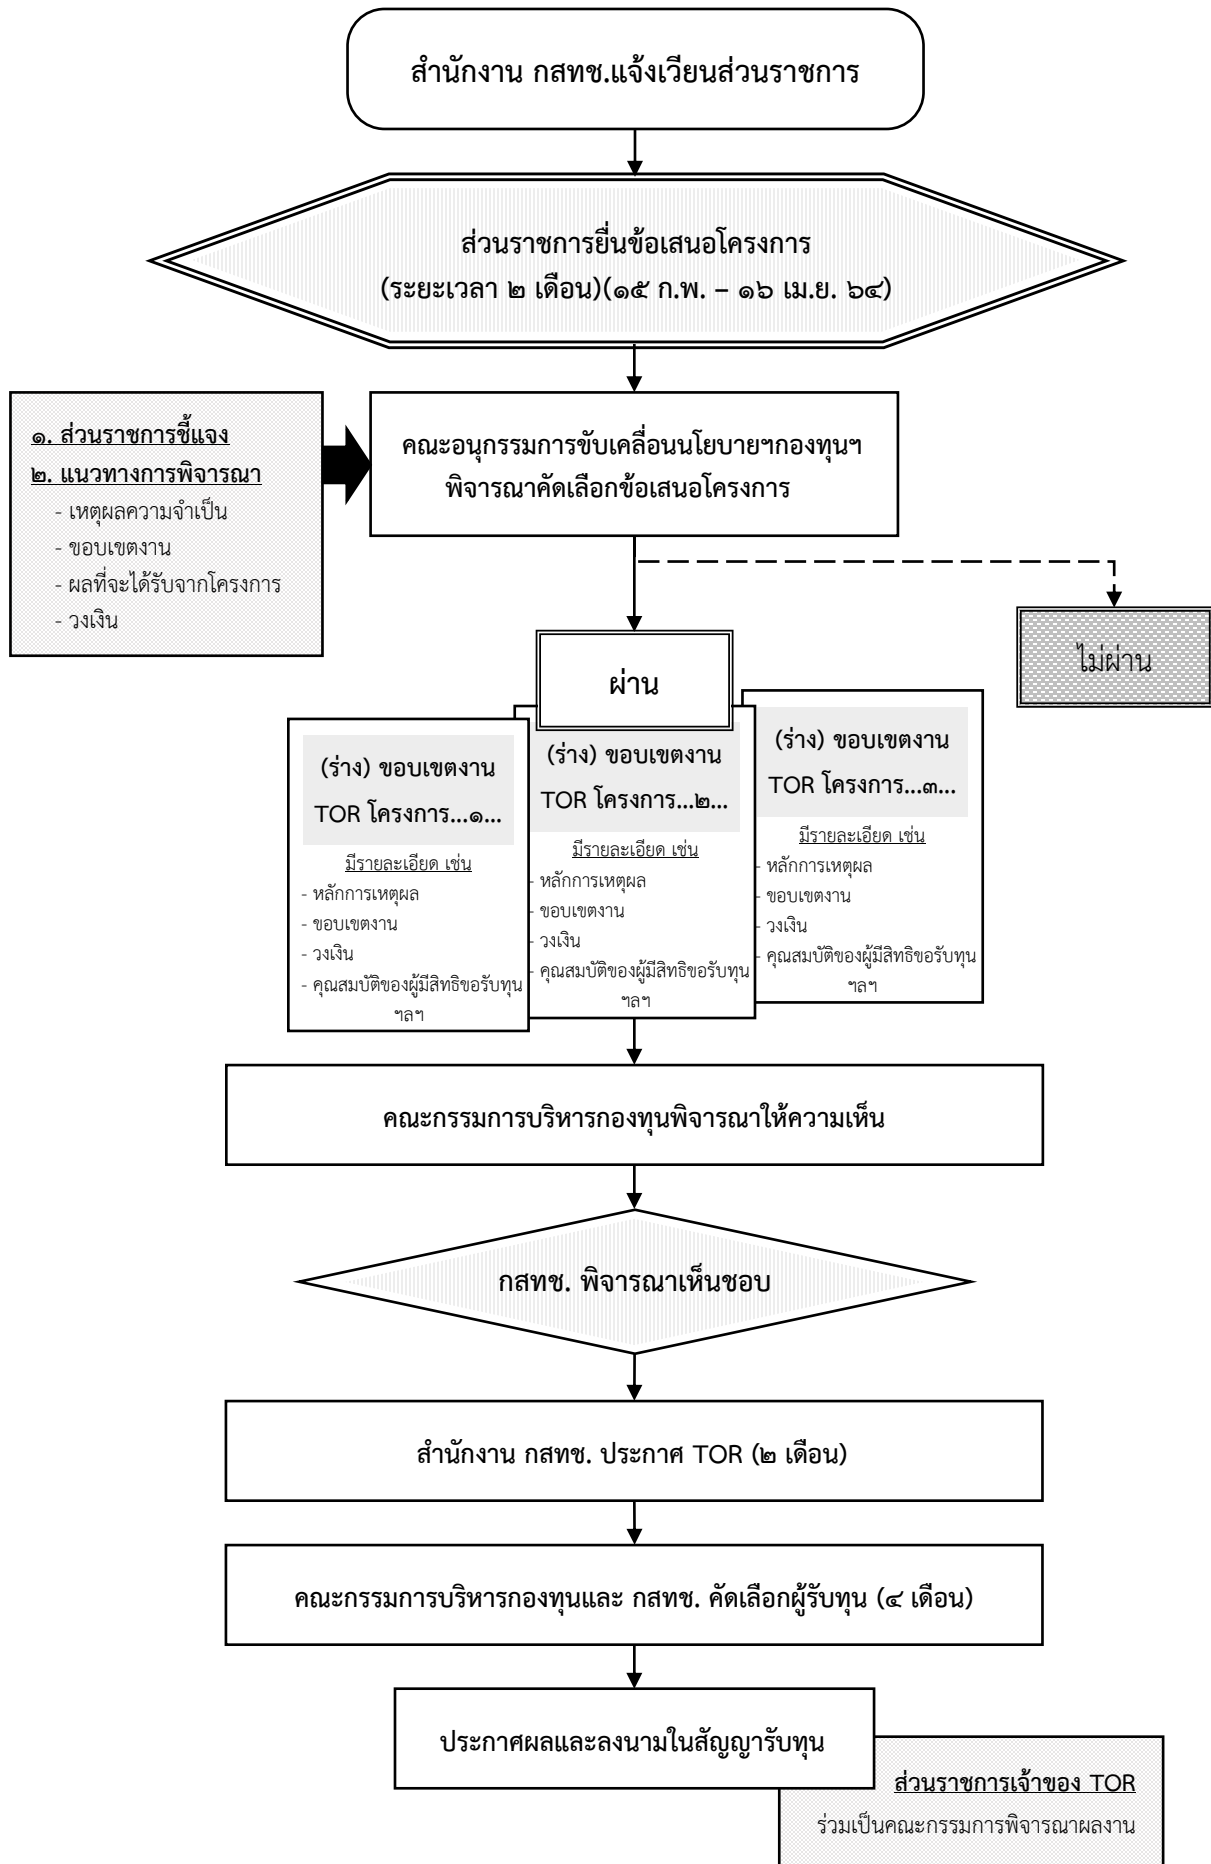 สำนักงาน กสทช.แจ้งเวียนส่วนราชการ
ส่วนราชการยื่นข้อเสนอโครงการ
(ระยะเวลา ๒ เดือน)(๑๕ ก.พ. – ๑๖ เม.ย. ๖๔)
๑. ส่วนราชการชี้แจง
๒. แนวทางการพิจารณา
- เหตุผลความจำเป็น
- ขอบเขตงาน
- ผลที่จะได้รับจากโครงการ
- วงเงิน
คณะอนุกรรมการขับเคลื่อนนโยบายฯกองทุนฯ
พิจารณาคัดเลือกข้อเสนอโครงการ
ไม่ผ่าน
ผ่าน
(ร่าง) ขอบเขตงาน
TOR โครงการ...๑...
มีรายละเอียด เช่น
- หลักการเหตุผล
- ขอบเขตงาน
- วงเงิน
- คุณสมบัติของผู้มีสิทธิขอรับทุน
ฯลฯ
(ร่าง) ขอบเขตงาน
TOR โครงการ...๒...
มีรายละเอียด เช่น
- หลักการเหตุผล
- ขอบเขตงาน
- วงเงิน
- คุณสมบัติของผู้มีสิทธิขอรับทุน
ฯลฯ
(ร่าง) ขอบเขตงาน
TOR โครงการ...๓...
มีรายละเอียด เช่น
- หลักการเหตุผล
- ขอบเขตงาน
- วงเงิน
- คุณสมบัติของผู้มีสิทธิขอรับทุน
ฯลฯ
คณะกรรมการบริหารกองทุนพิจารณาให้ความเห็น
กสทช. พิจารณาเห็นชอบ
สำนักงาน กสทช. ประกาศ TOR (๒ เดือน)
คณะกรรมการบริหารกองทุนและ กสทช. คัดเลือกผู้รับทุน (๔ เดือน)
ประกาศผลและลงนามในสัญญารับทุน
ส่วนราชการเจ้าของ TOR
ร่วมเป็นคณะกรรมการพิจารณาผลงาน